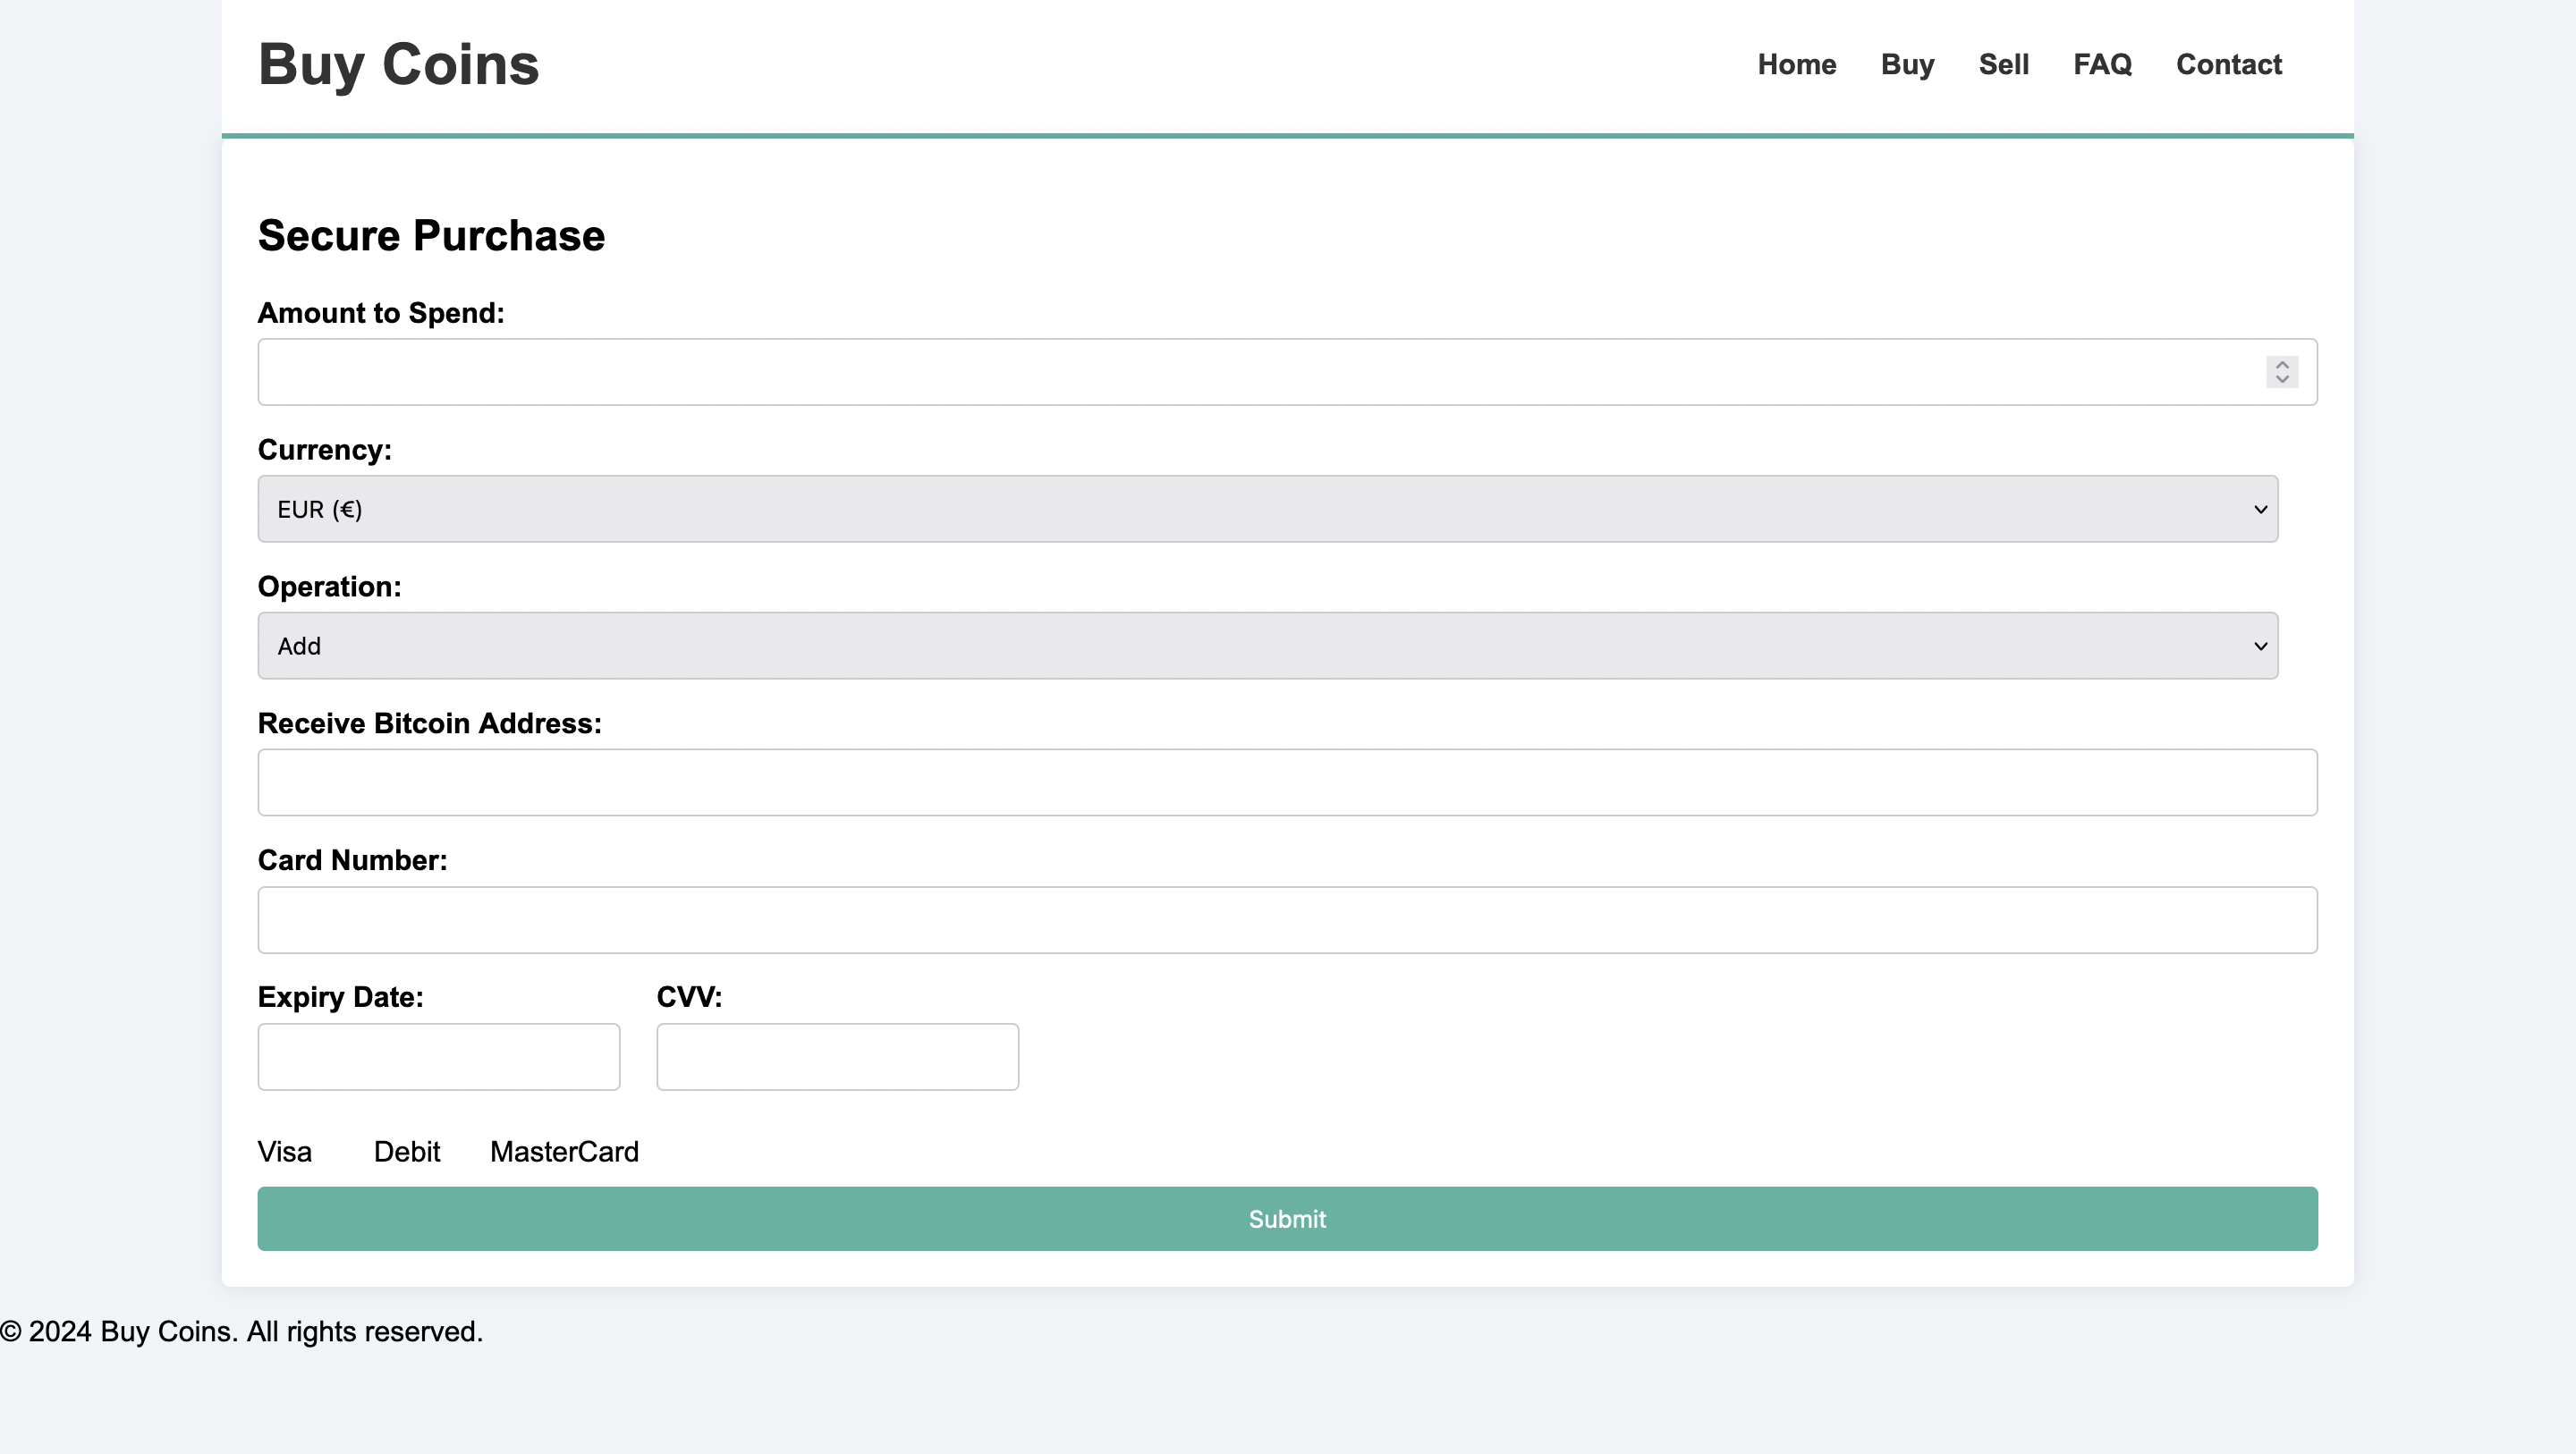 Buy Coins
Home Buy Sell FAQ Contact
Secure Purchase
Amount to Spend:
Currency:
EUR (€)
Operation:
Add
Receive Bitcoin Address:
Card Number:
Expiry Date: CVV:
Visa Debit MasterCard
Submit
© 2024 Buy Coins. All rights reserved.